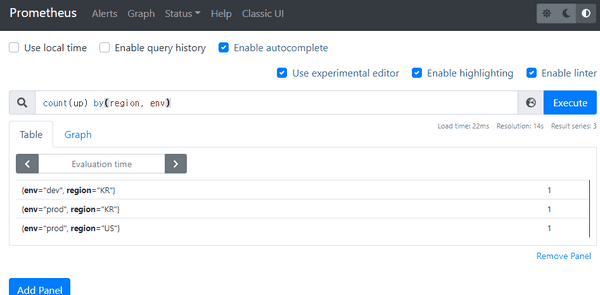 Prometheus Alerts Graph Status Help Classic UI
Use local time Enable query history Enable autocomplete
Use experimental editor Enable highlighting Enable linter
count(up) by(region, env) Execute
Load time: 22ms Resolution: 14s Result series: 3
Table Graph
Evaluation time
{env="dev", region="KR"} 1
{env="prod", region="KR"} 1
{env="prod", region="US"} 1
Remove Panel
Add Panel